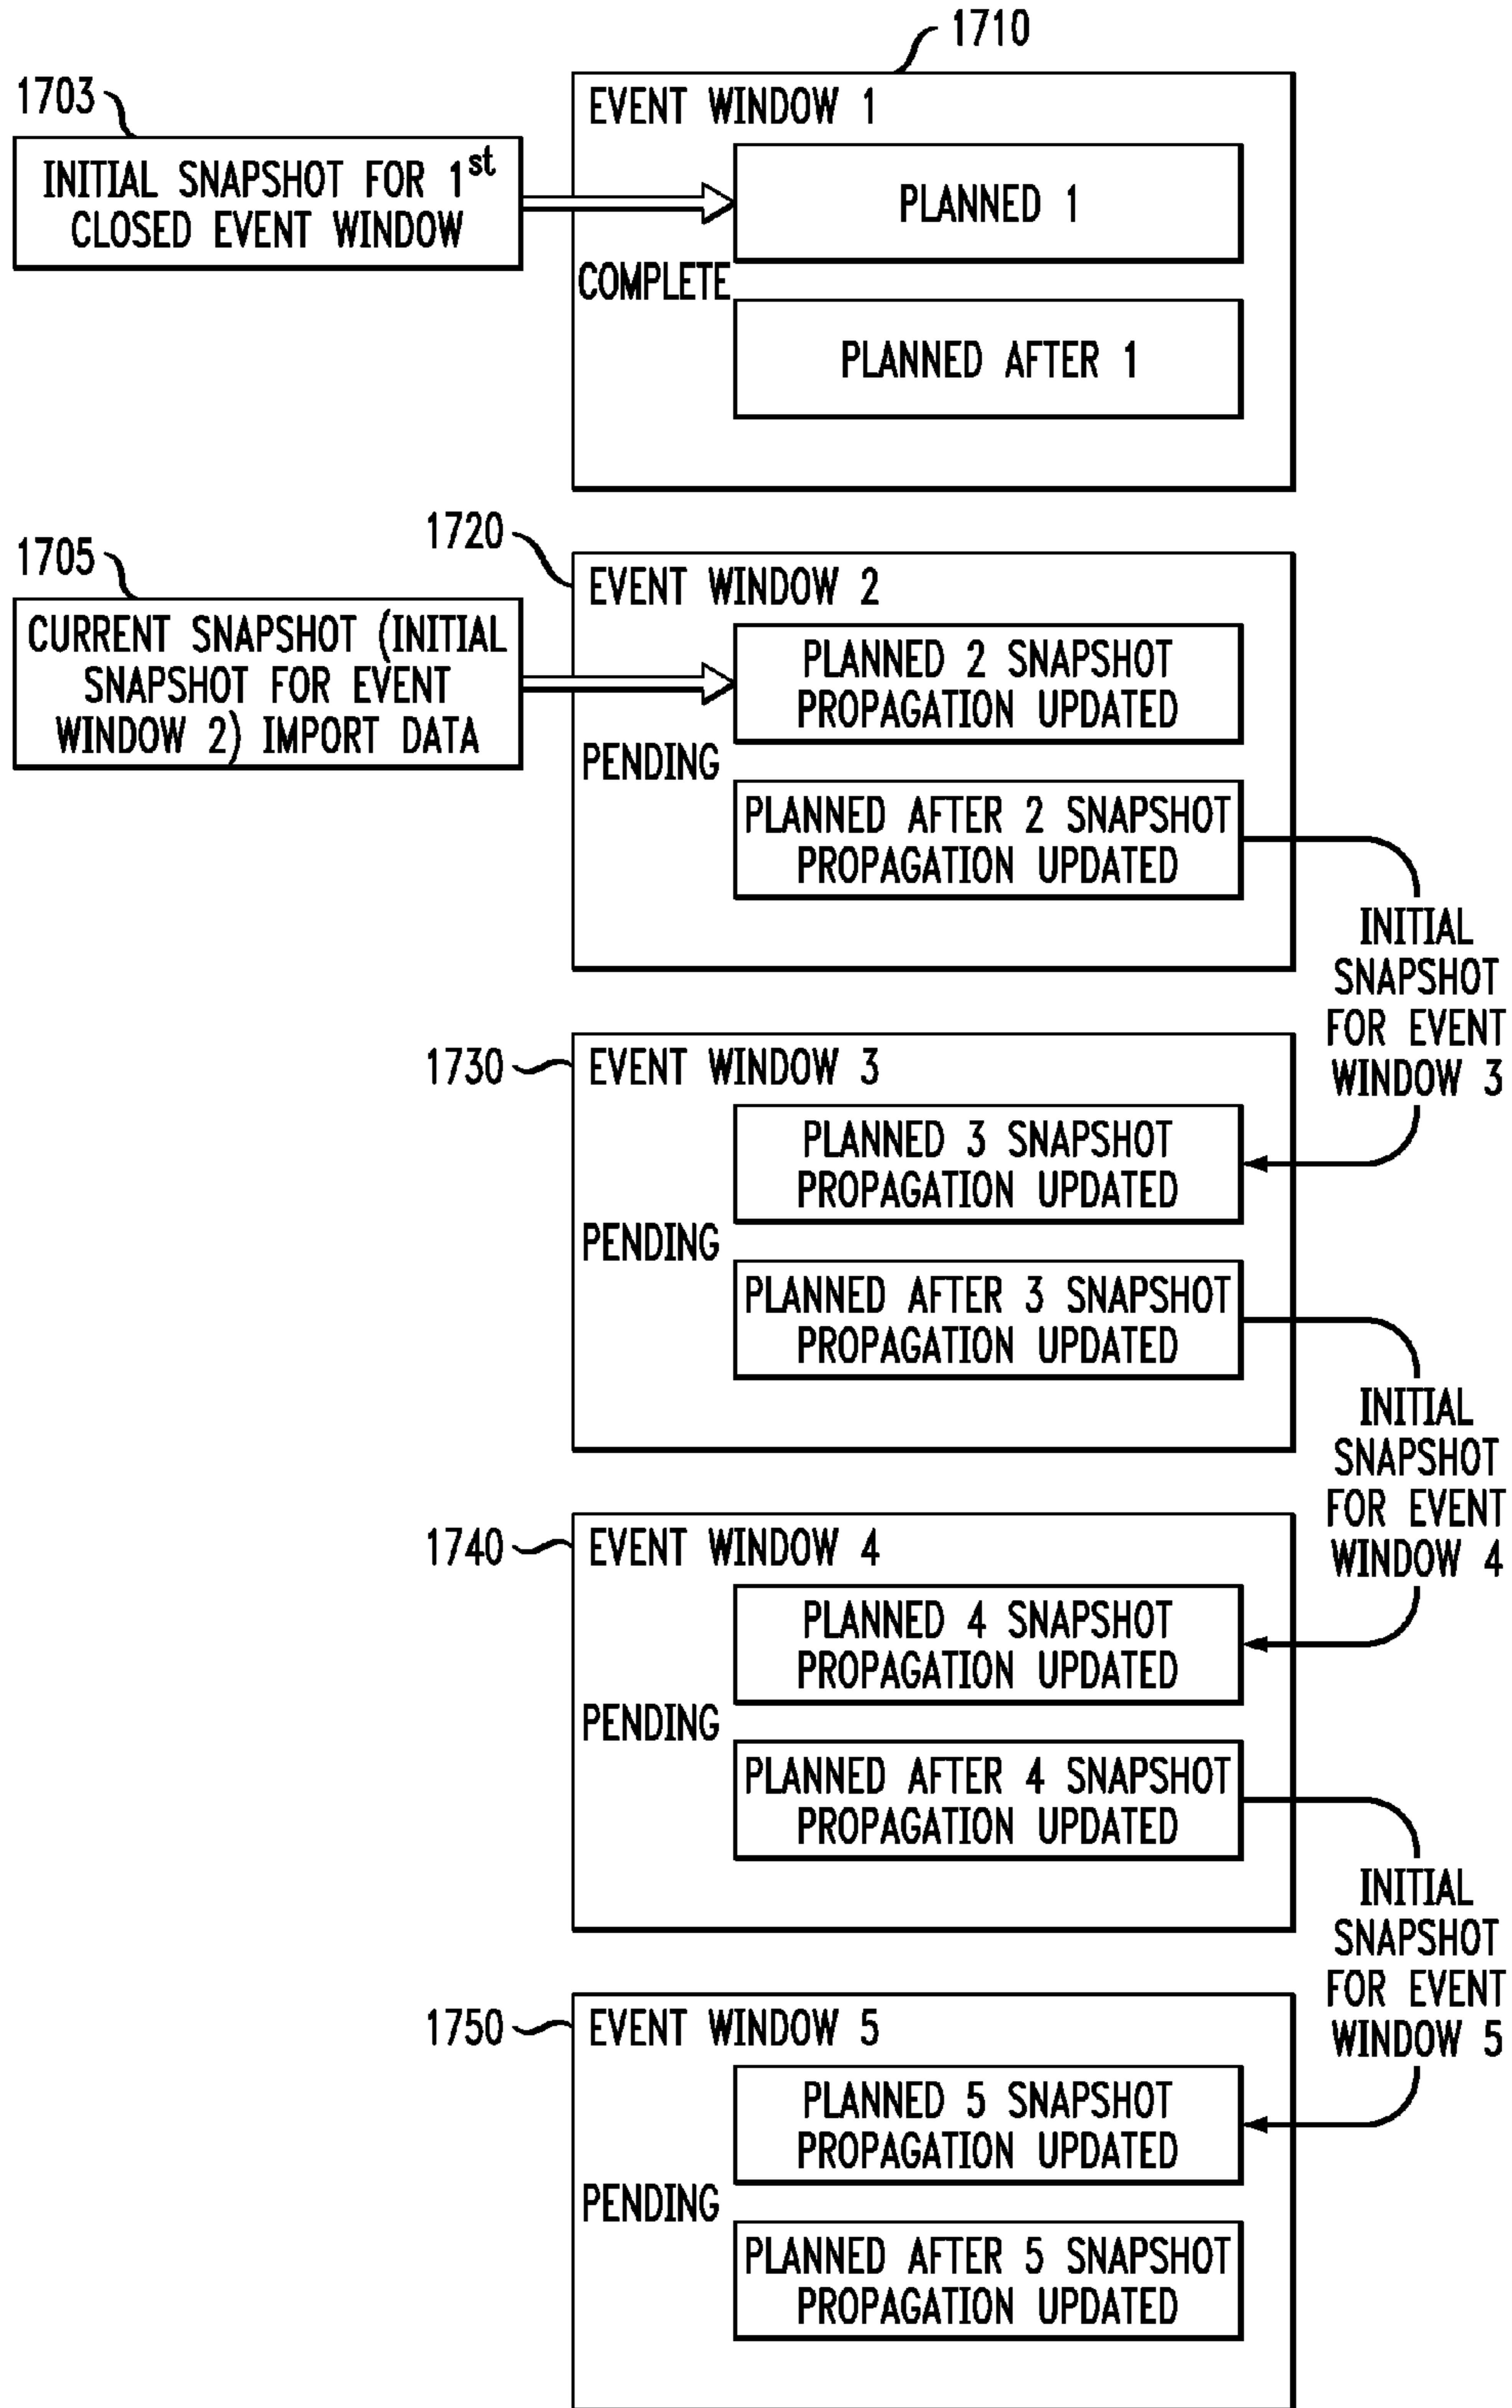 1710
1703
EVENT WINDOW 1
INITIAL SNAPSHOT FOR 1st
CLOSED EVENT WINDOW
PLANNED 1
COMPLETE
PLANNED AFTER 1
1720
1705
EVENT WINDOW 2
CURRENT SNAPSHOT (INITIAL
SNAPSHOT FOR EVENT
WINDOW 2) IMPORT DATA
PLANNED 2 SNAPSHOT
PROPAGATION UPDATED
PENDING
PLANNED AFTER 2 SNAPSHOT
PROPAGATION UPDATED
INITIAL
SNAPSHOT
FOR EVENT
WINDOW 3
1730
EVENT WINDOW 3
PLANNED 3 SNAPSHOT
PROPAGATION UPDATED
PENDING
PLANNED AFTER 3 SNAPSHOT
PROPAGATION UPDATED
INITIAL
SNAPSHOT
FOR EVENT
WINDOW 4
1740
EVENT WINDOW 4
PLANNED 4 SNAPSHOT
PROPAGATION UPDATED
PENDING
PLANNED AFTER 4 SNAPSHOT
PROPAGATION UPDATED
INITIAL
SNAPSHOT
FOR EVENT
WINDOW 5
1750
EVENT WINDOW 5
PLANNED 5 SNAPSHOT
PROPAGATION UPDATED
PENDING
PLANNED AFTER 5 SNAPSHOT
PROPAGATION UPDATED